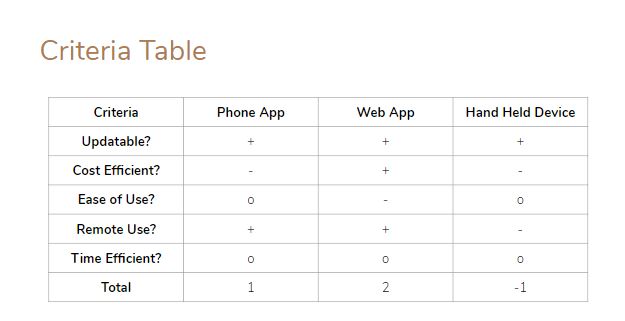 Criteria Table
Criteria Phone App Web App Hand Held Device
Updatable? + + +
Cost Efficient? - + -
Ease of Use? o - o
Remote Use? + + -
Time Efficient? o o o
Total 1 2 -1